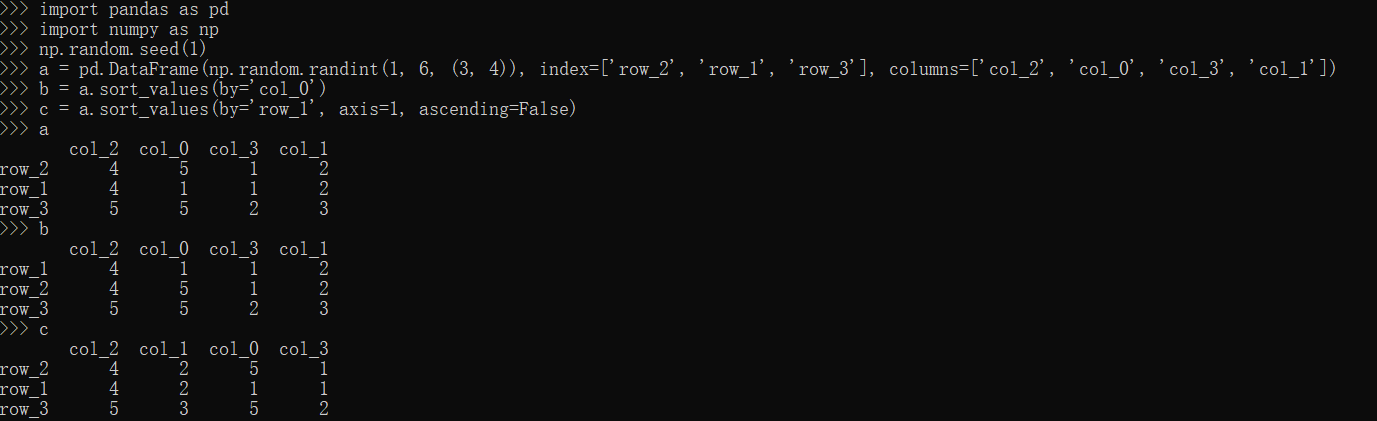 >>> import pandas as pd
>>> import numpy as np
>>> np.random.seed(1)
>>> a = pd.DataFrame(np.random.randint(1, 6, (3, 4)), index=['row_2', 'row_1', 'row_3'], columns=['col_2', 'col_0', 'col_3', 'col_1'])
>>> b = a.sort_values(by='col_0')
>>> c = a.sort_values(by='row_1', axis=1, ascending=False)
>>> a
       col_2  col_0  col_3  col_1
row_2      4      5      1      2
row_1      4      1      1      2
row_3      5      5      2      3
>>> b
       col_2  col_0  col_3  col_1
row_1      4      1      1      2
row_2      4      5      1      2
row_3      5      5      2      3
>>> c
       col_2  col_1  col_0  col_3
row_2      4      2      5      1
row_1      4      2      1      1
row_3      5      3      5      2